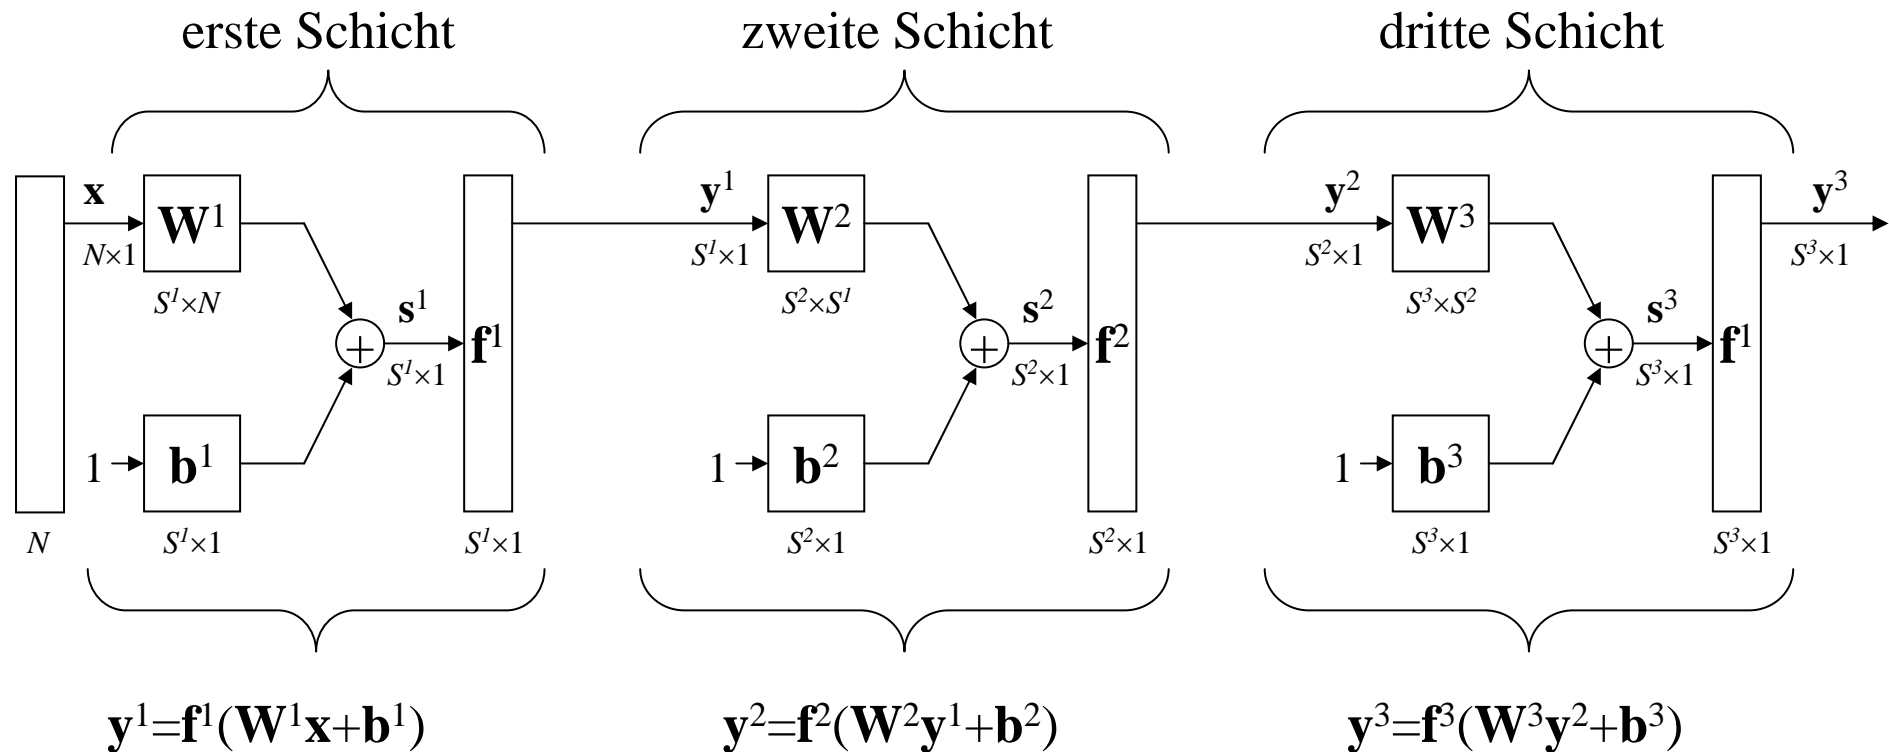 erste Schicht zweite Schicht dritte Schicht
x y¹ y² y³
W¹ W² W³
N×1 S¹×1 S²×1 S³×1
S¹×N S²×S¹ S³×S²
s¹ s² s³
+ f¹ + f² + f¹
S¹×1 S²×1 S³×1
1 b¹ 1 b² 1 b³
N S¹×1 S¹×1 S²×1 S²×1 S³×1 S³×1
y¹=f¹(W¹x+b¹) y²=f²(W²y¹+b²) y³=f³(W³y²+b³)